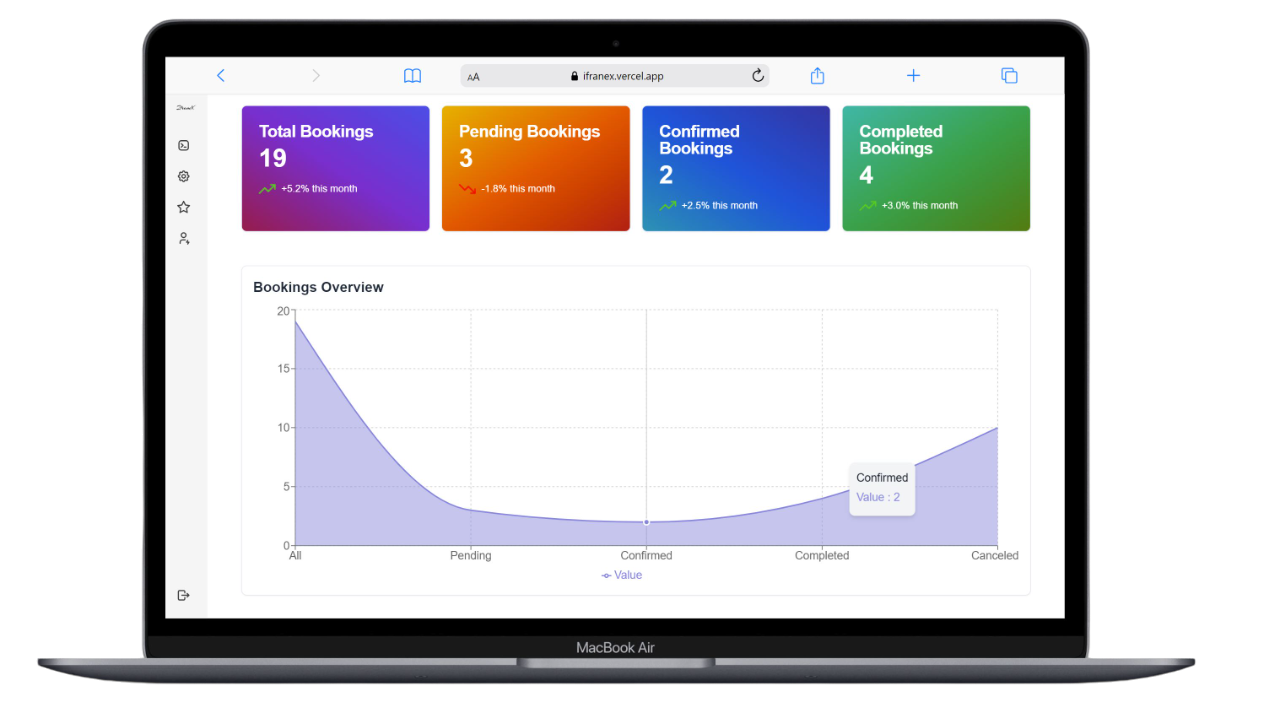 AA ifranex.vercel.app
Total Bookings
19
+5.2% this month
Pending Bookings
3
-1.8% this month
Confirmed
Bookings
2
+2.5% this month
Completed
Bookings
4
+3.0% this month
Bookings Overview
20
15
10
5
0
All
Pending
Confirmed
Completed
Canceled
Confirmed
Value : 2
Value
MacBook Air